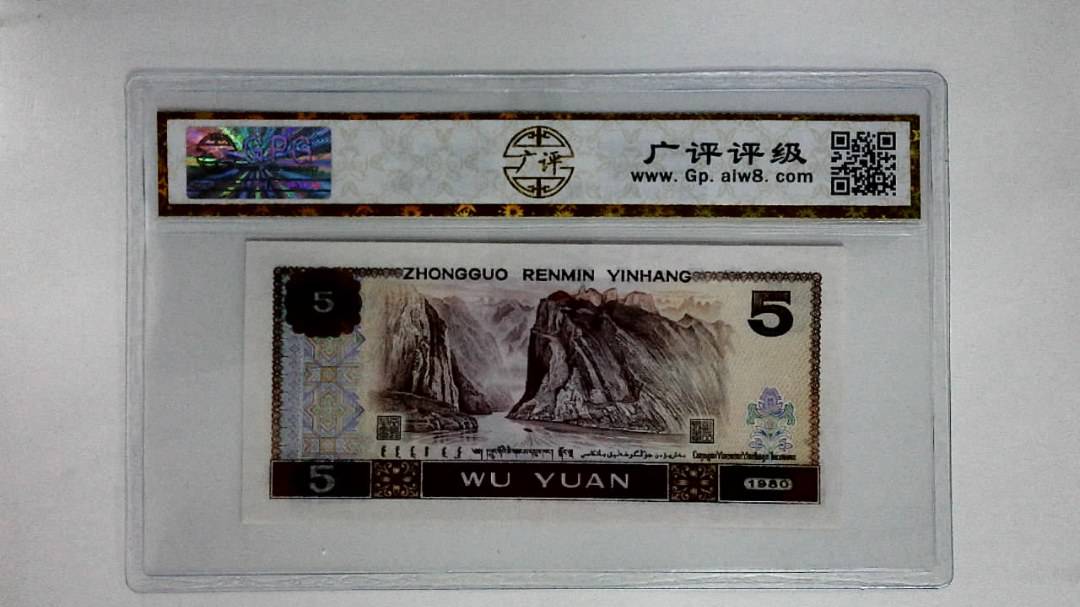 GPG
广评
广评评级
www. Gp. aiw8. com
ZHONGGUO RENMIN YINHANG
5
5
5
WU YUAN
1980